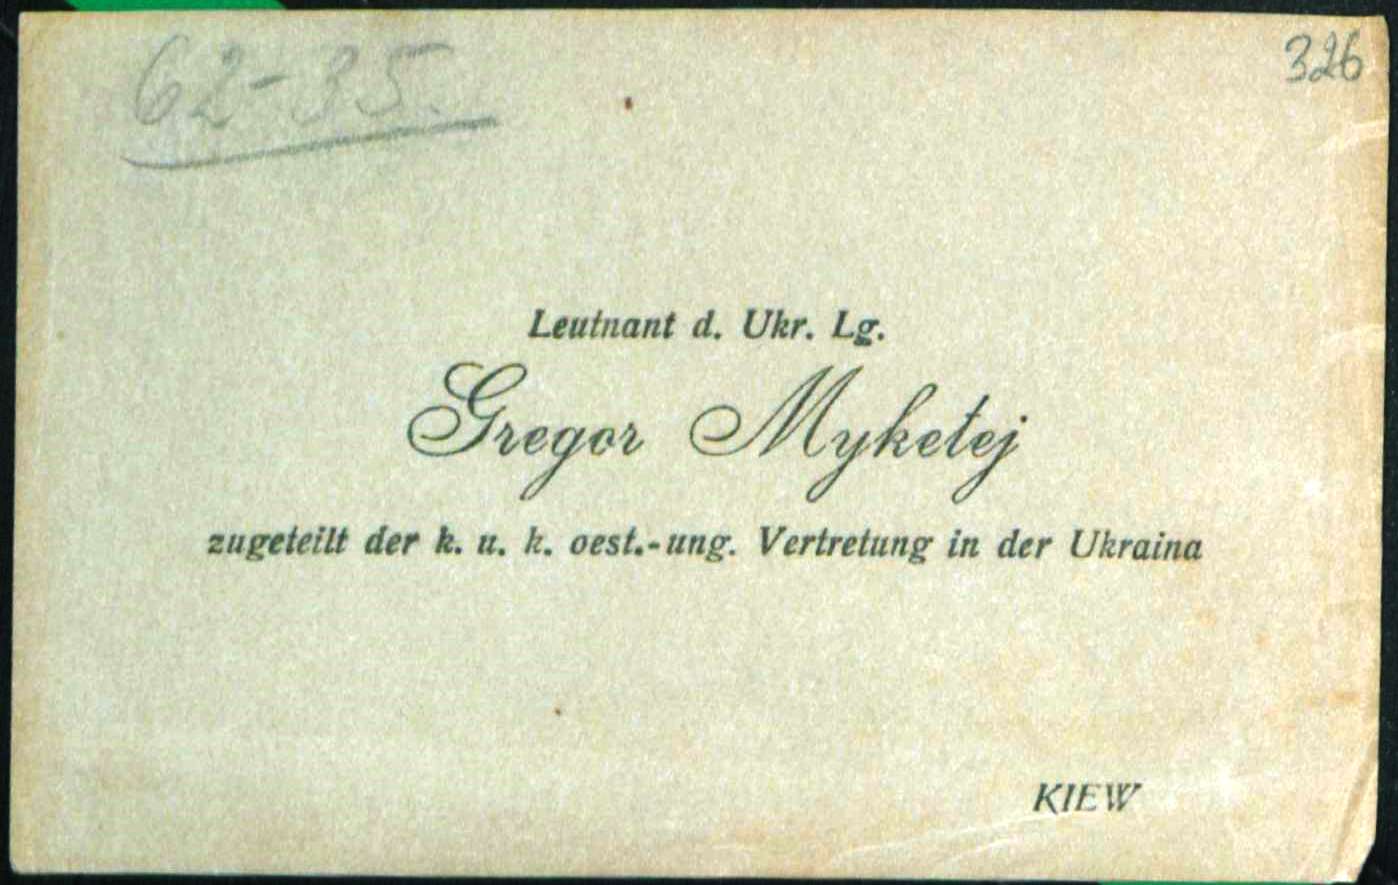 62-35.
326
Leutnant d. Ukr. Lg.
Gregor Myketej
zugeteilt der k. u. k. oest.-ung. Vertretung in der Ukraina
KIEW